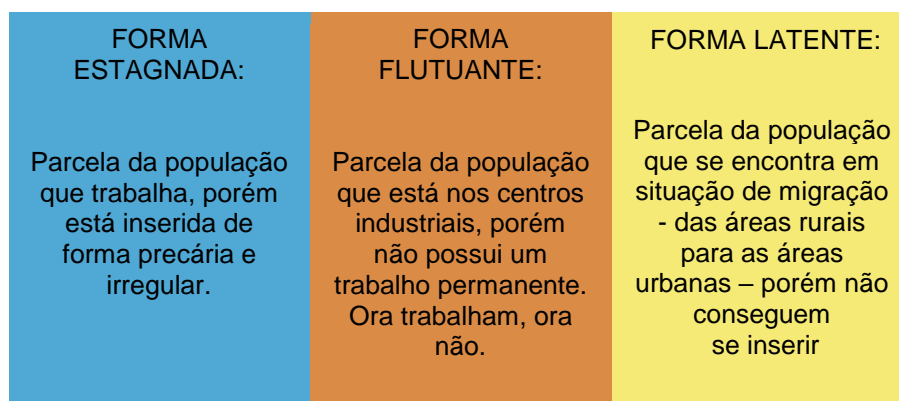 FORMA
ESTAGNADA:
Parcela da população
que trabalha, porém
está inserida de
forma precária e
irregular.
FORMA
FLUTUANTE:
Parcela da população
que está nos centros
industriais, porém
não possui um
trabalho permanente.
Ora trabalham, ora
não.
FORMA LATENTE:
Parcela da população
que se encontra em
situação de migração
- das áreas rurais
para as áreas
urbanas – porém não
conseguem
se inserir